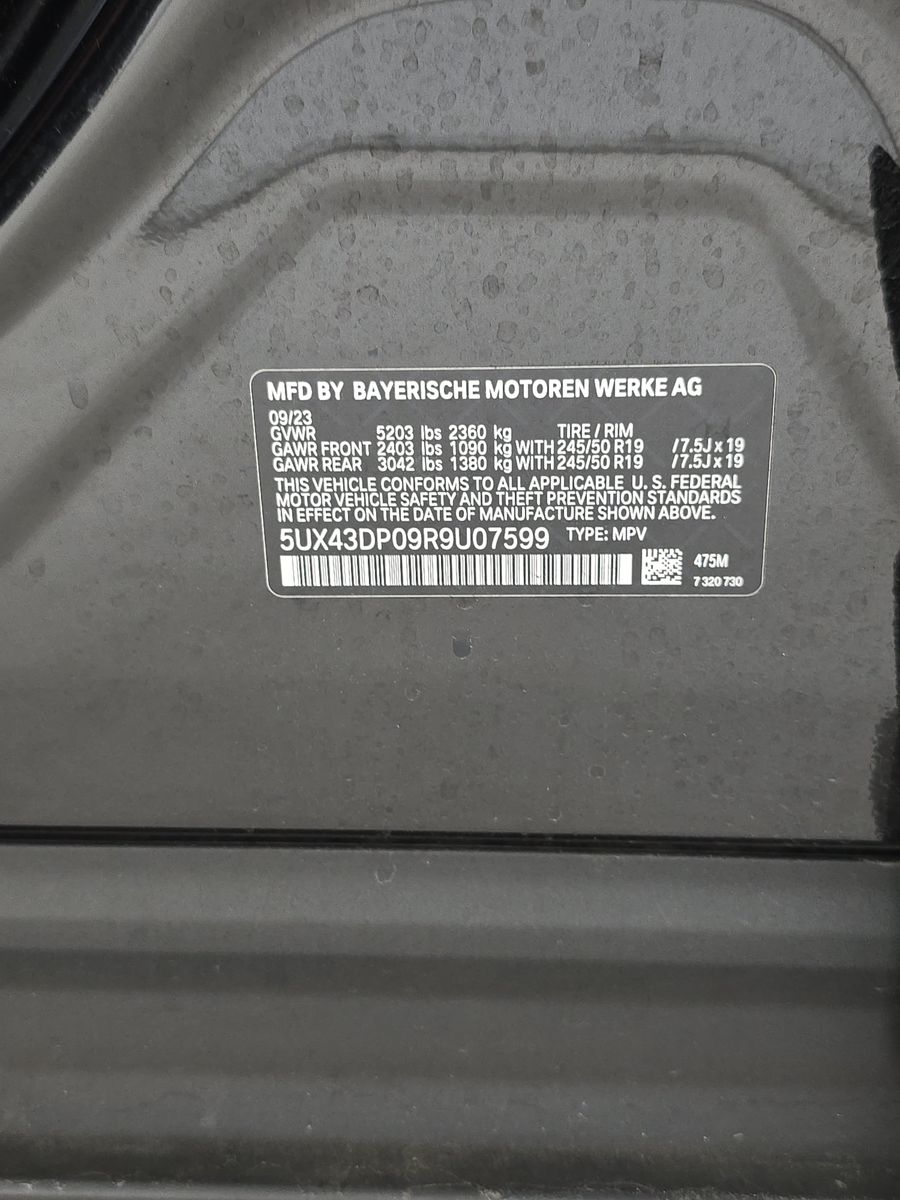 MFD BY BAYERISCHE MOTOREN WERKE AG
09/23
GVWR 5203 lbs 2360 kg TIRE / RIM
GAWR FRONT 2403 lbs 1090 kg WITH 245/50 R19 /7.5J x 19
GAWR REAR 3042 lbs 1380 kg WITH 245/50 R19 /7.5J x 19
THIS VEHICLE CONFORMS TO ALL APPLICABLE U. S. FEDERAL
MOTOR VEHICLE SAFETY AND THEFT PREVENTION STANDARDS
IN EFFECT ON THE DATE OF MANUFACTURE SHOWN ABOVE.
5UX43DP09R9U07599 TYPE: MPV
475M
7 320 730